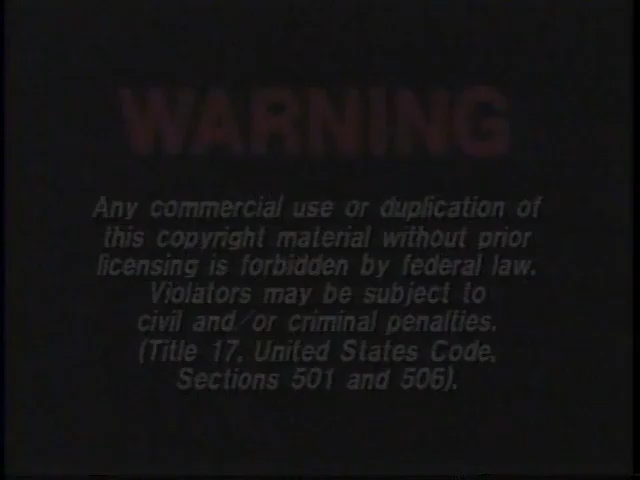 WARNING
Any commercial use or duplication of
this copyright material without prior
licensing is forbidden by federal law.
Violators may be subject to
civil and/or criminal penalties.
(Title 17, United States Code,
Sections 501 and 506).